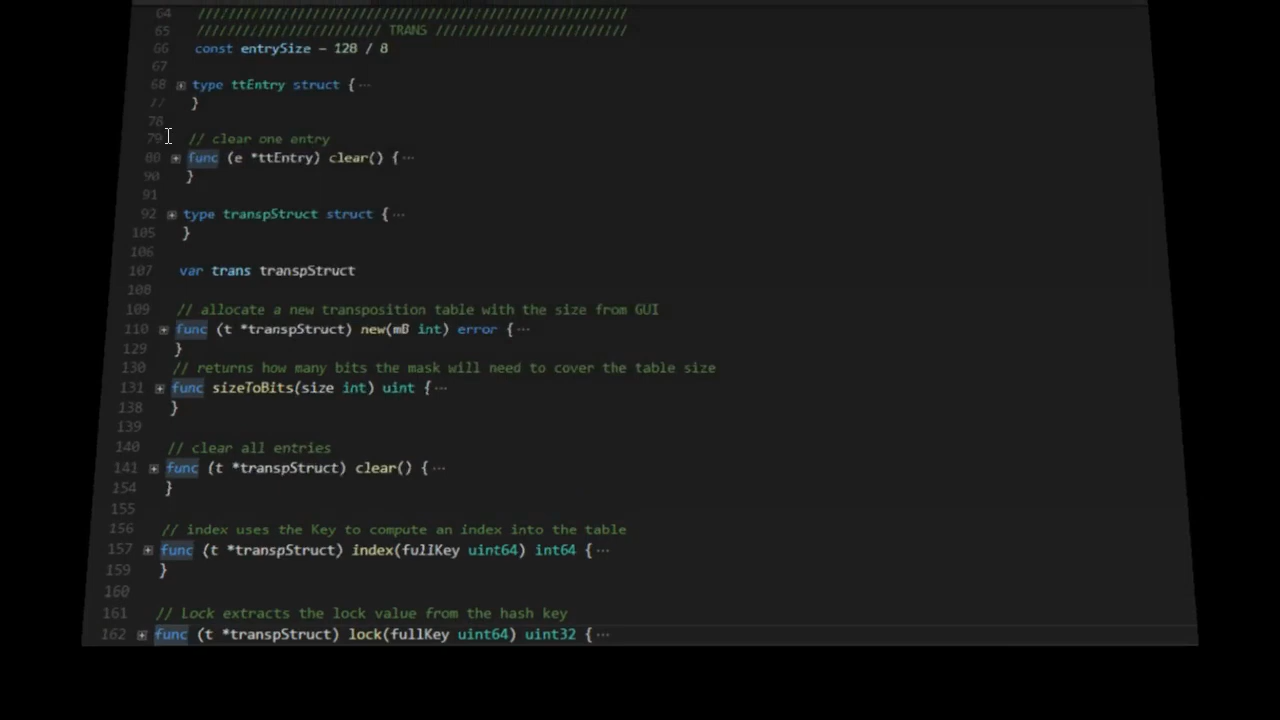 64 ///////////////////////////////////////////////////////
65 //////////////////////// TRANS /////////////////////////
66 const entrySize = 128 / 8
67
68 type ttEntry struct { ...
77 }
78
79 // clear one entry
80 func (e *ttEntry) clear() { ...
90 }
91
92 type transpStruct struct { ...
105 }
106
107 var trans transpStruct
108
109 // allocate a new transposition table with the size from GUI
110 func (t *transpStruct) new(mB int) error { ...
129 }
130 // returns how many bits the mask will need to cover the table size
131 func sizeToBits(size int) uint { ...
138 }
139
140 // clear all entries
141 func (t *transpStruct) clear() { ...
154 }
155
156 // index uses the Key to compute an index into the table
157 func (t *transpStruct) index(fullKey uint64) int64 { ...
159 }
160
161 // Lock extracts the lock value from the hash key
162 func (t *transpStruct) lock(fullKey uint64) uint32 { ...